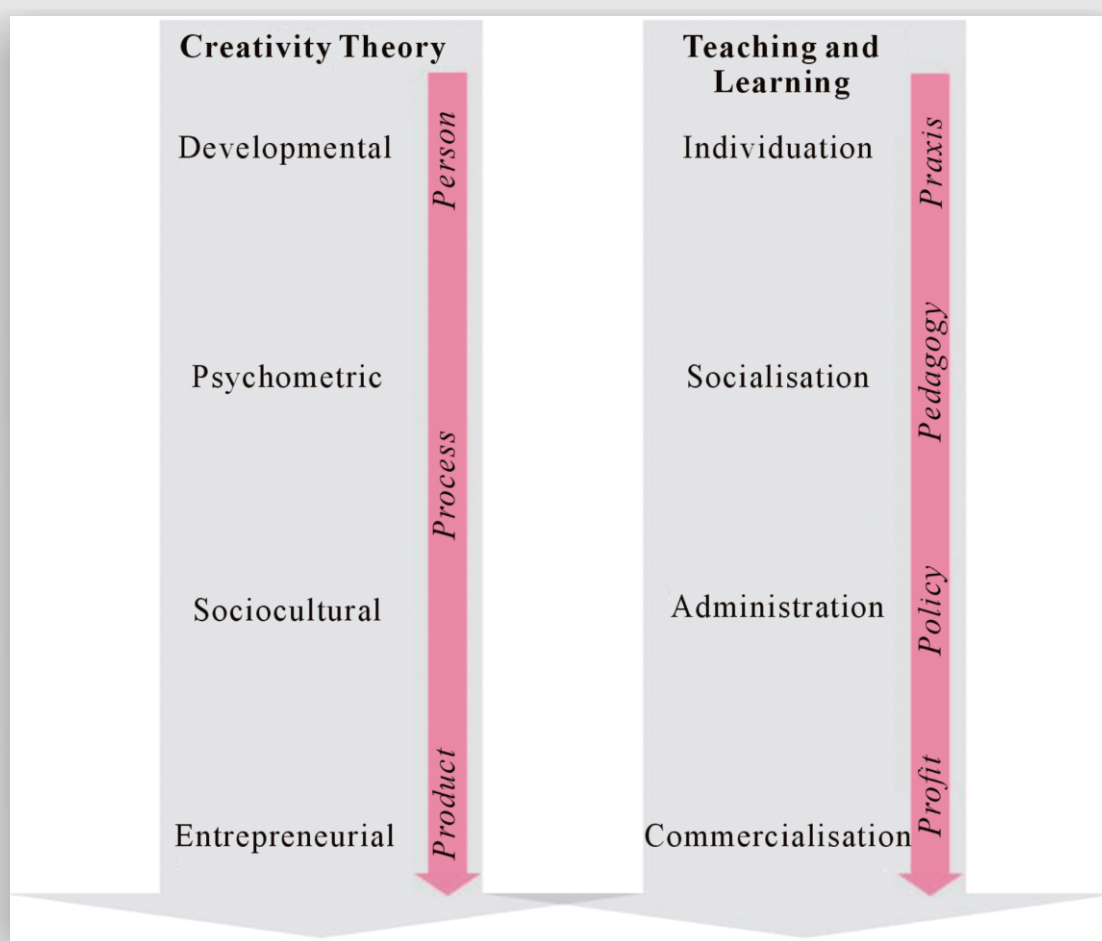 Creativity Theory
Developmental
Psychometric
Sociocultural
Entrepreneurial
Person
Process
Product
Teaching and
Learning
Individuation
Socialisation
Administration
Commercialisation
Praxis
Pedagogy
Policy
Profit